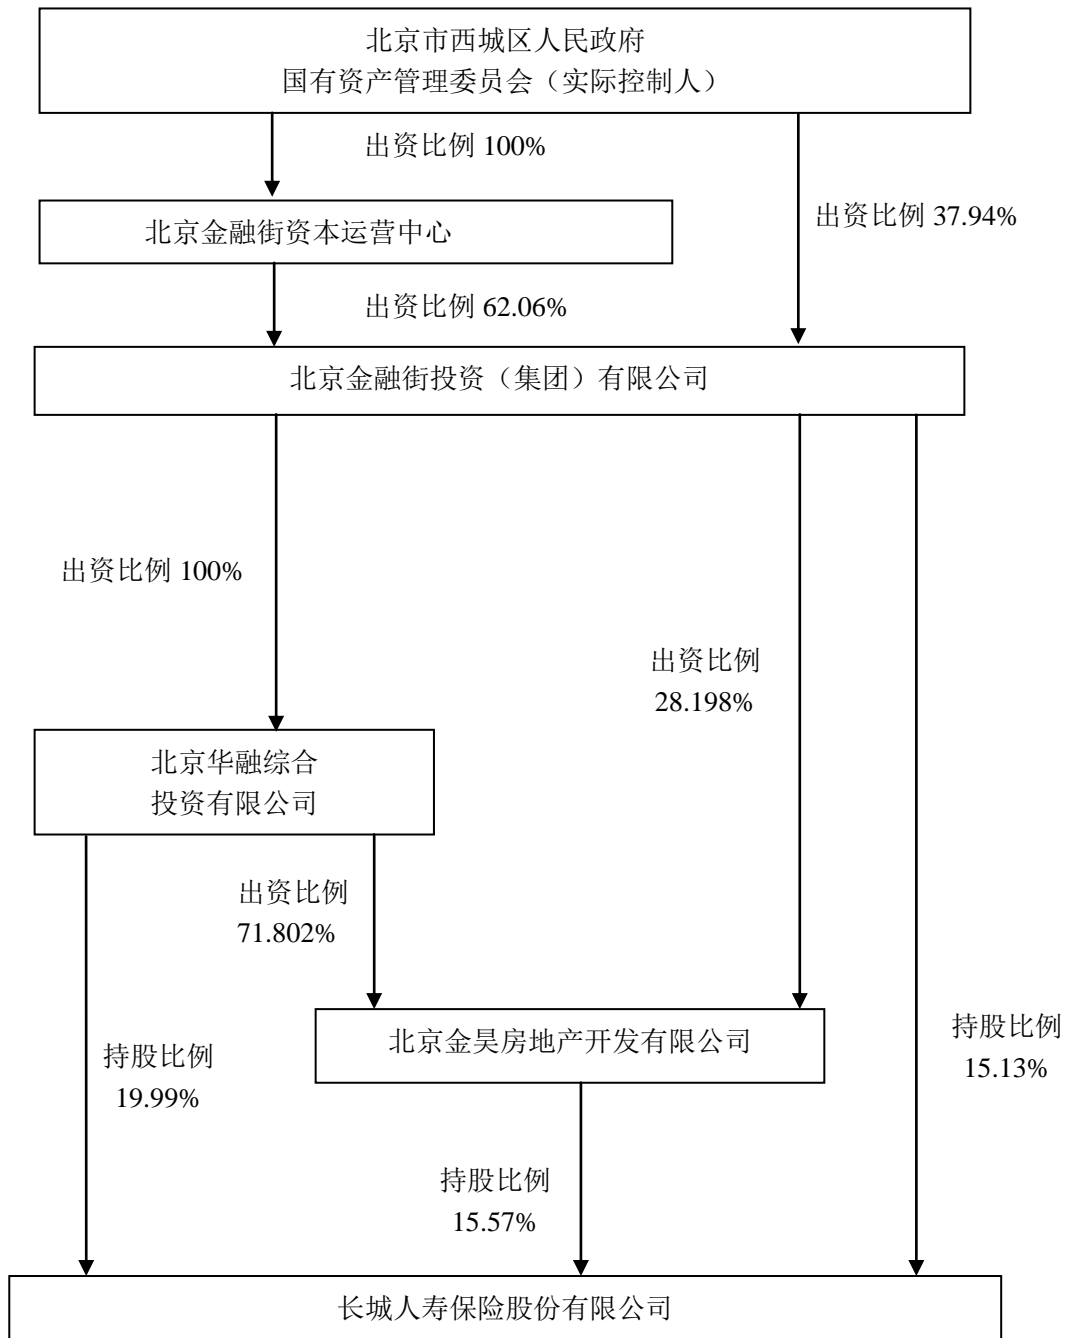 北京市西城区人民政府
国有资产管理委员会（实际控制人）
出资比例 100%
出资比例 37.94%
北京金融街资本运营中心
出资比例 62.06%
北京金融街投资（集团）有限公司
出资比例 100%
出资比例
28.198%
北京华融综合
投资有限公司
出资比例
71.802%
北京金昊房地产开发有限公司
持股比例
15.13%
持股比例
19.99%
持股比例
15.57%
长城人寿保险股份有限公司